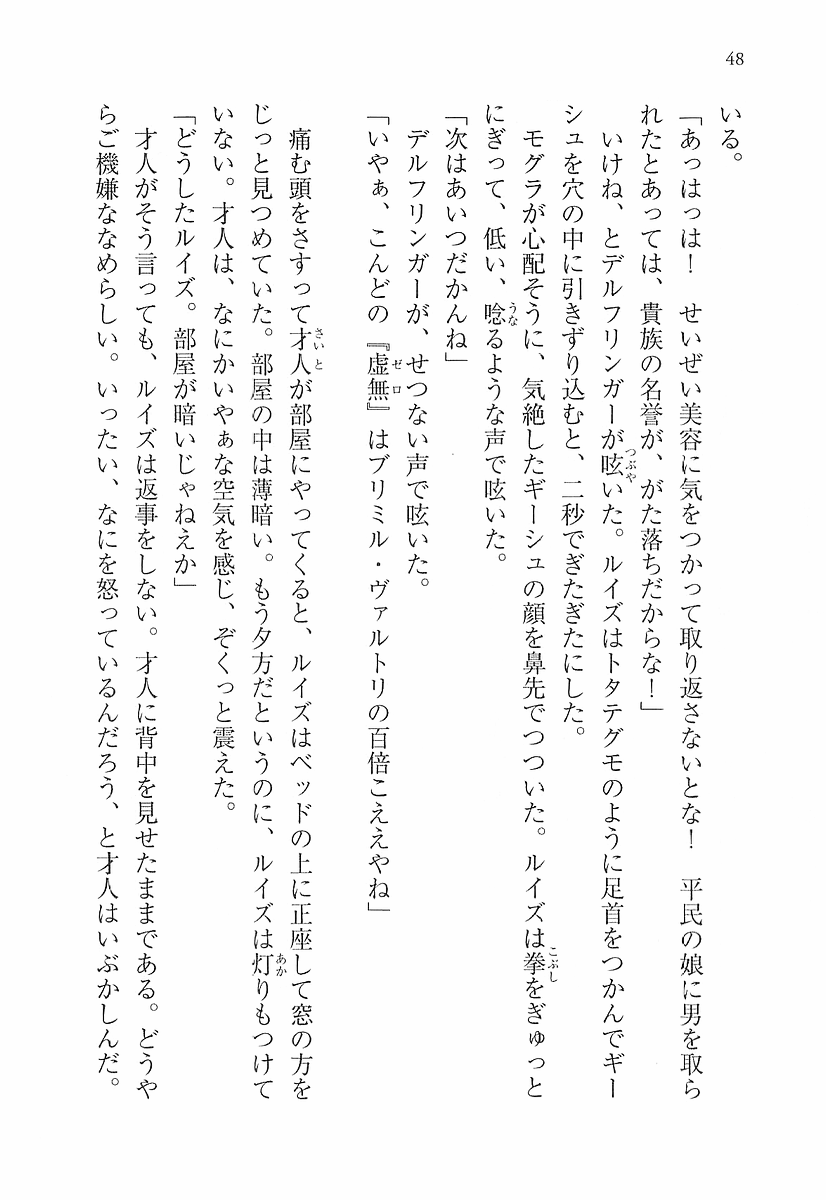 48
いる。
「あっはっは！　せいぜい美容に気をつかって取り返さないとな！　平民の娘に男を取ら
れたとあっては、貴族の名誉が、がた落ちだからな！」
いけね、とデルフリンガーが呟いた。ルイズはトタテグモのように足首をつかんでギー
シュを穴の中に引きずり込むと、二秒でぎたぎたにした。
モグラが心配そうに、気絶したギーシュの顔を鼻先でつついた。ルイズは拳をぎゅっと
にぎって、低い、唸るような声で呟いた。
「次はあいつだかんね」
デルフリンガーが、せつない声で呟いた。
「いやぁ、こんどの『虚無』はブリミル・ヴァルトリの百倍こええやね」
痛む頭をさすって才人が部屋にやってくると、ルイズはベッドの上に正座して窓の方を
じっと見つめていた。部屋の中は薄暗い。もう夕方だというのに、ルイズは灯りもつけて
いない。才人は、なにかいやぁな空気を感じ、ぞくっと震えた。
「どうしたルイズ。部屋が暗いじゃねえか」
才人がそう言っても、ルイズは返事をしない。才人に背中を見せたままである。どうや
らご機嫌ななめらしい。いったい、なにを怒っているんだろう、と才人はいぶかしんだ。